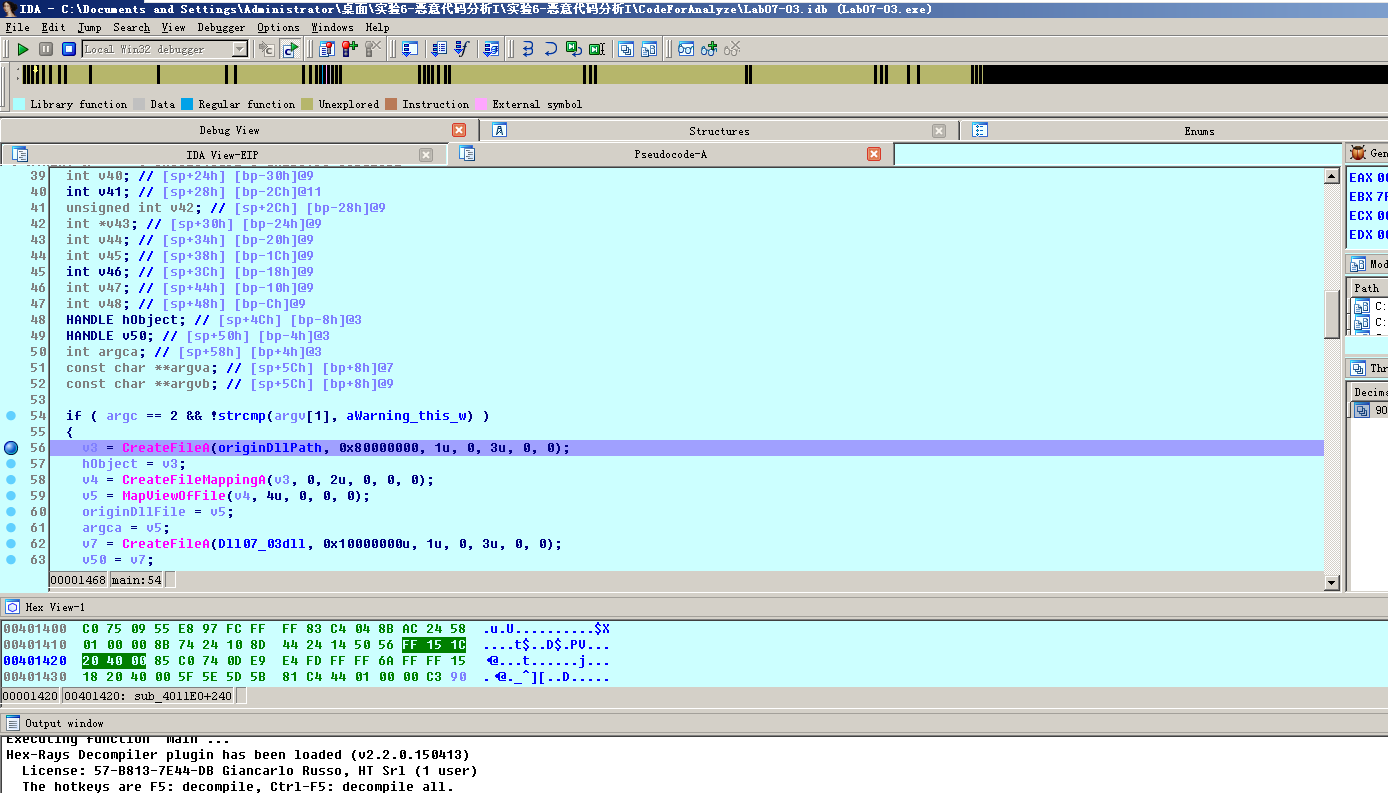 IDA - C:\Documents and Settings\Administrator\桌面\实验6-恶意代码分析I\实验6-恶意代码分析I\CodeForAnalyze\Lab07-03.idb (Lab07-03.exe)
File Edit Jump Search View Debugger Options Windows Help
Local Win32 debugger
Library function Data Regular function Unexplored Instruction External symbol
Debug View Structures Enums
IDA View-EIP Pseudocode-A Gen
39 int v40; // [sp+24h] [bp-30h]@9
40 int v41; // [sp+28h] [bp-2Ch]@11
41 unsigned int v42; // [sp+2Ch] [bp-28h]@9
42 int *v43; // [sp+30h] [bp-24h]@9
43 int v44; // [sp+34h] [bp-20h]@9
44 int v45; // [sp+38h] [bp-1Ch]@9
45 int v46; // [sp+3Ch] [bp-18h]@9
46 int v47; // [sp+44h] [bp-10h]@9
47 int v48; // [sp+48h] [bp-Ch]@9
48 HANDLE hObject; // [sp+4Ch] [bp-8h]@3
49 HANDLE v50; // [sp+50h] [bp-4h]@3
50 int argca; // [sp+58h] [bp+4h]@3
51 const char **argva; // [sp+5Ch] [bp+8h]@7
52 const char **argvb; // [sp+5Ch] [bp+8h]@9
53
54 if ( argc == 2 && !strcmp(argv[1], aWarning_this_w) )
55 {
56 v3 = CreateFileA(originDllPath, 0x80000000, 1u, 0, 3u, 0, 0);
57 hObject = v3;
58 v4 = CreateFileMappingA(v3, 0, 2u, 0, 0, 0);
59 v5 = MapViewOfFile(v4, 4u, 0, 0, 0);
60 originDllFile = v5;
61 argca = v5;
62 v7 = CreateFileA(Dll07_03dll, 0x10000000u, 1u, 0, 3u, 0, 0);
63 v50 = v7;
00001468 main:54
EAX 00
EBX 7F
ECX 00
EDX 00
Mod
Path
C:
C:
Thr
Decima
90
Hex View-1
00401400 C0 75 09 55 E8 97 FC FF FF 83 C4 04 8B AC 24 58 .u.U..........$X
00401410 01 00 00 8B 74 24 10 8D 44 24 14 50 56 FF 15 1C ....t$..D$.PV...
00401420 20 40 00 85 C0 74 0D E9 E4 FD FF FF 6A FF FF 15 @...t......j...
00401430 18 20 40 00 5F 5E 5D 5B 81 C4 44 01 00 00 C3 90 . @._^][..D.....
00001420 00401420: sub_4011E0+240
Output window
Executing function 'main'...
Hex-Rays Decompiler plugin has been loaded (v2.2.0.150413)
License: 57-B813-7E44-DB Giancarlo Russo, HT Srl (1 user)
The hotkeys are F5: decompile, Ctrl-F5: decompile all.